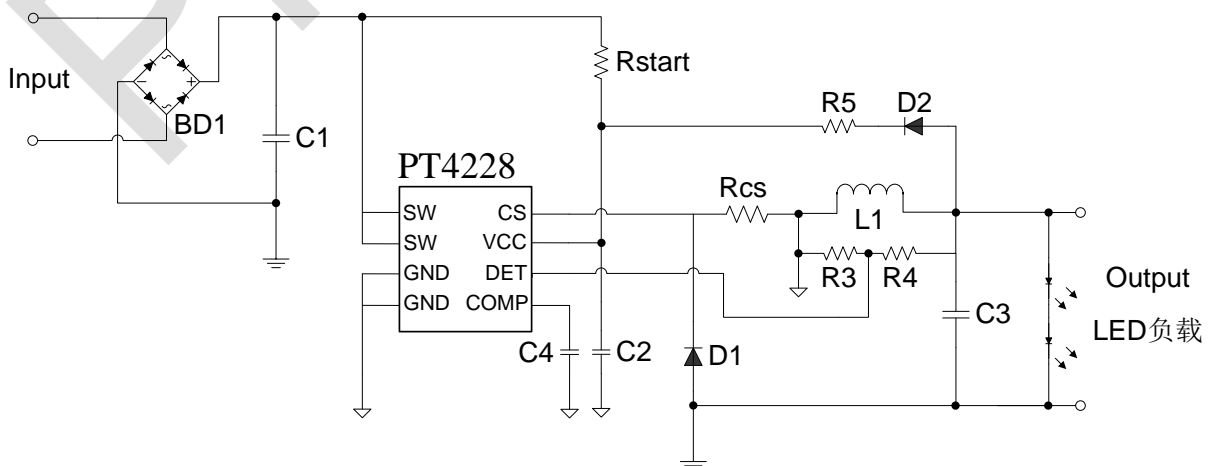 Input
BD1
C1
Rstart
R5
D2
PT4228
SW
CS
SW
VCC
GND
DET
GND
COMP
Rcs
L1
R3
R4
C4
C2
D1
C3
Output
LED负载